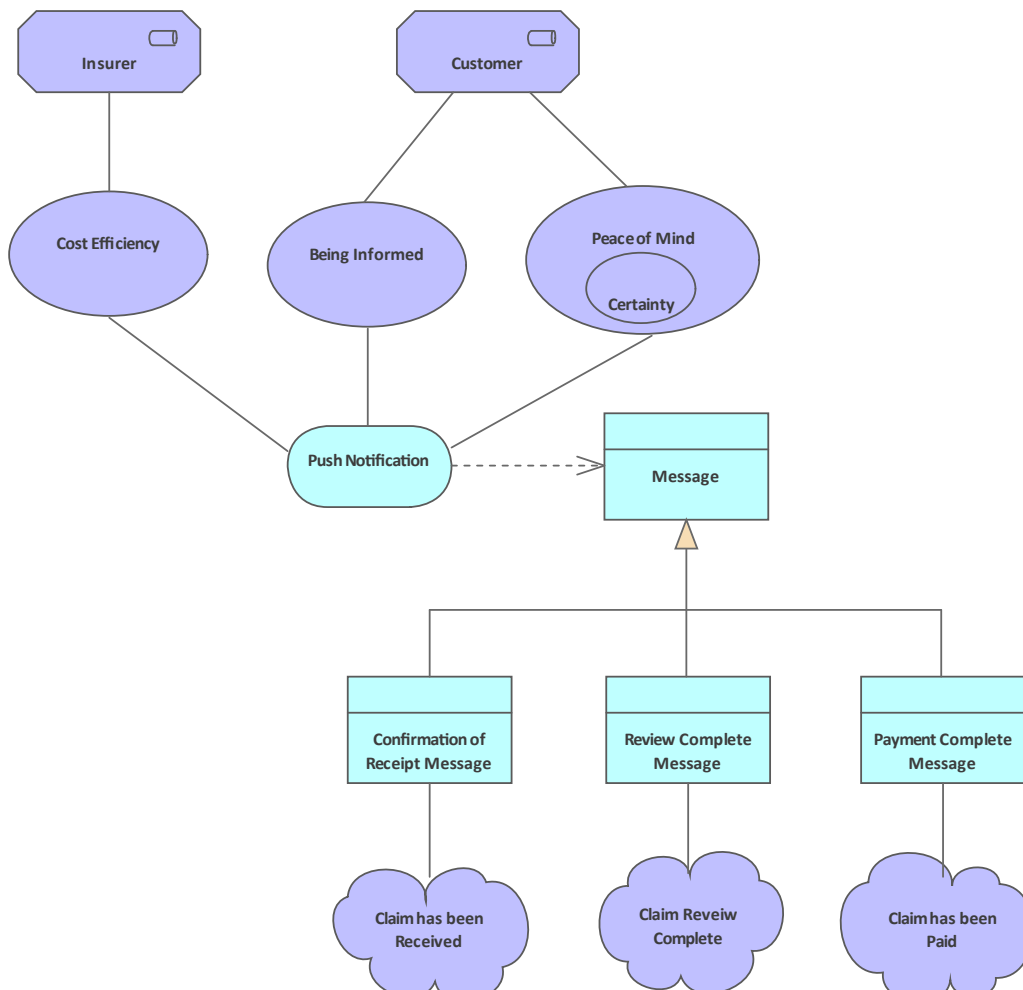 Insurer
Customer
Cost Efficiency
Being Informed
Peace of Mind
Certainty
Push Notification
Message
Confirmation of
Receipt Message
Review Complete
Message
Payment Complete
Message
Claim has been
Received
Claim Reveiw
Complete
Claim has been
Paid